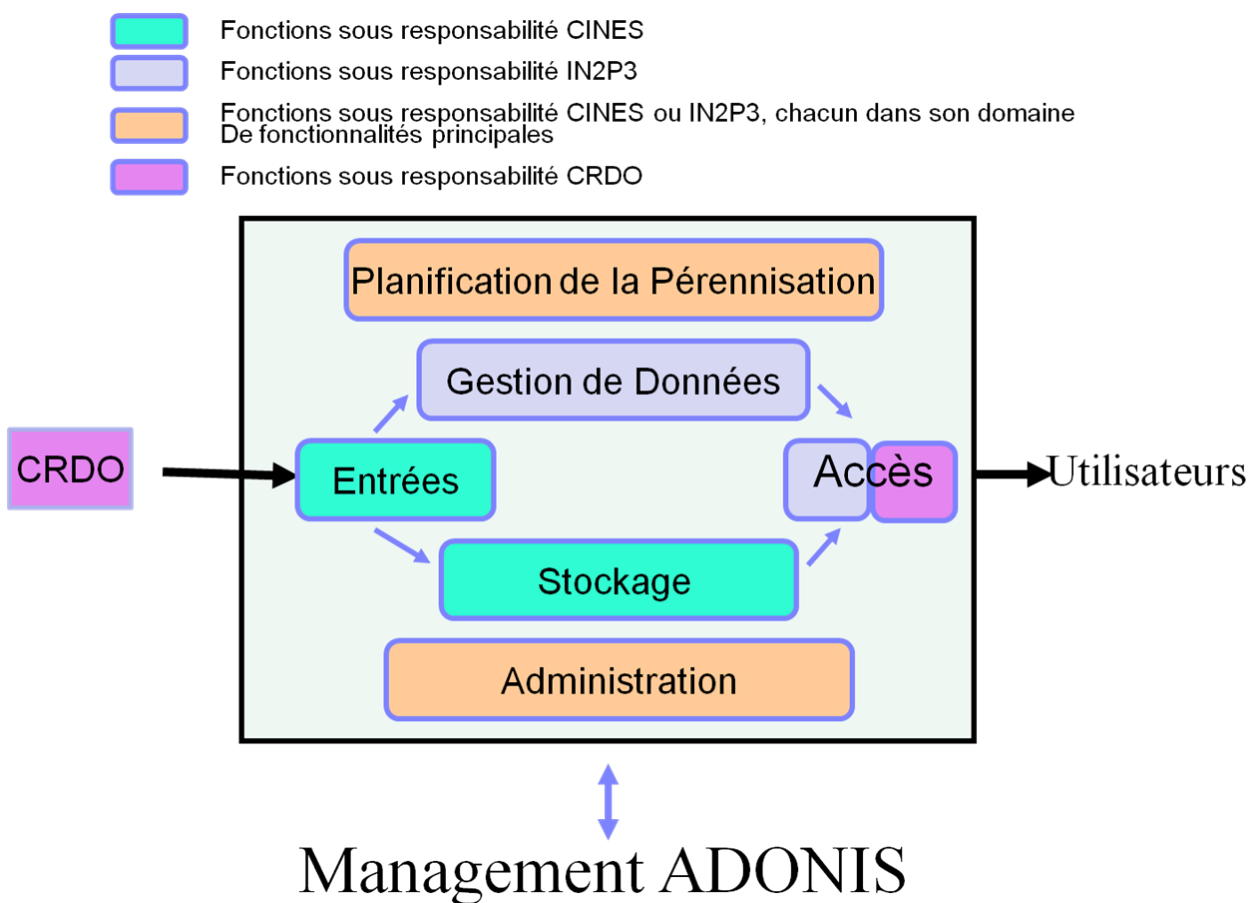 Fonctions sous responsabilité CINES
Fonctions sous responsabilité IN2P3
Fonctions sous responsabilité CINES ou IN2P3, chacun dans son domaine
De fonctionnalités principales
Fonctions sous responsabilité CRDO
Planification de la Pérennisation
Gestion de Données
CRDO
Entrées
Accès
Utilisateurs
Stockage
Administration
Management ADONIS